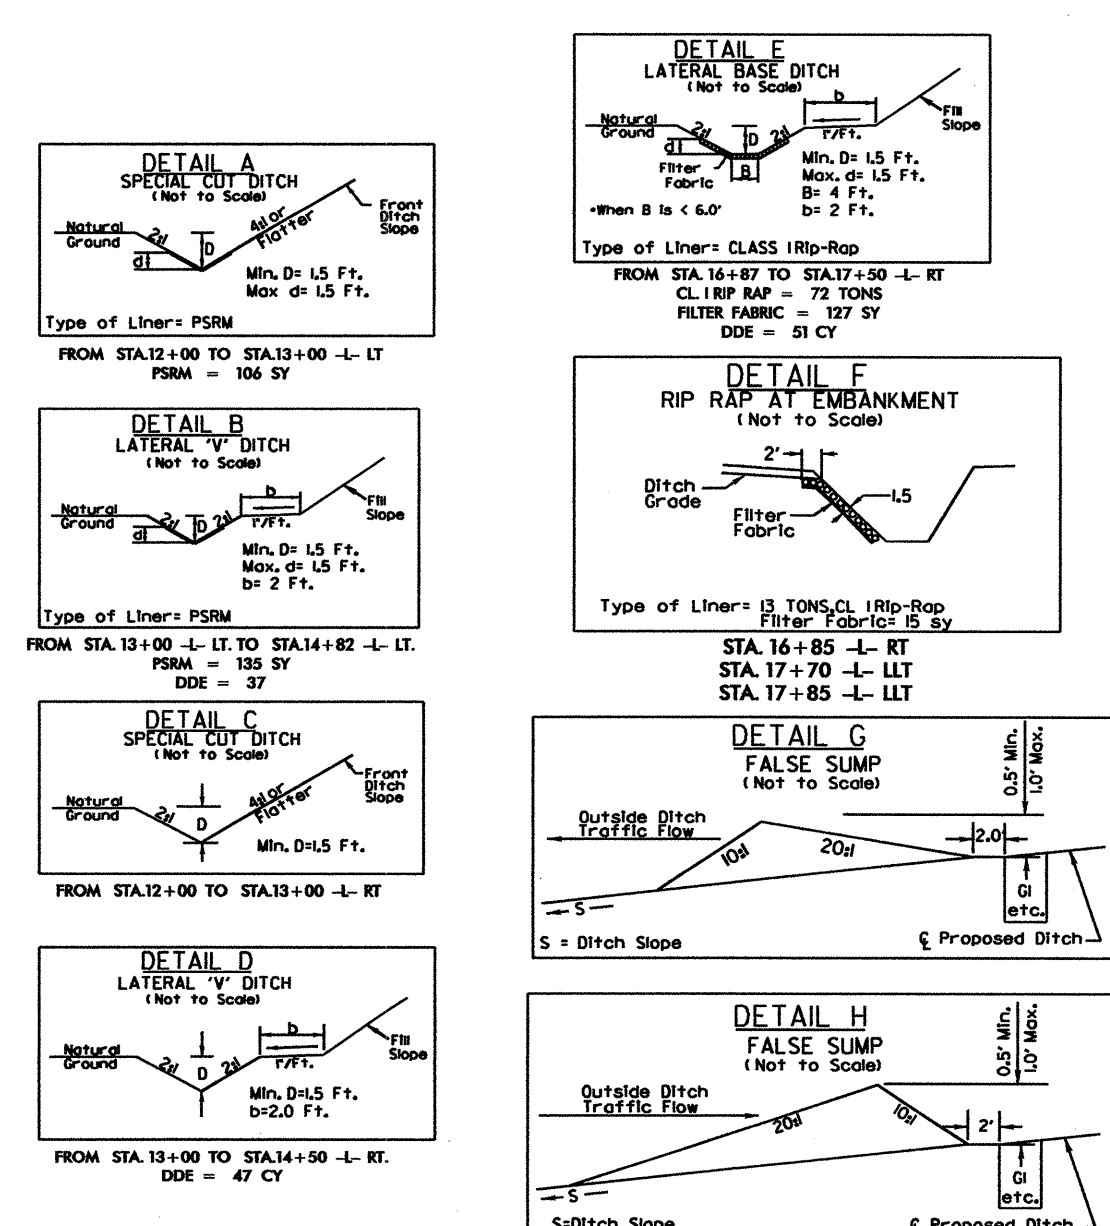 DETAIL A
SPECIAL CUT DITCH
(Not to Scale)
Natural
Ground
2:1
D
d
4:1 or
Flatter
Front
Ditch
Slope
Min. D= 1.5 Ft.
Max d= 1.5 Ft.
Type of Liner= PSRM
FROM STA.12+00 TO STA.13+00 -L- LT
PSRM = 106 SY
DETAIL B
LATERAL 'V' DITCH
(Not to Scale)
Natural
Ground
2:1
D
2:1
d
b
1"/Ft.
Fill
Slope
Min. D= 1.5 Ft.
Max. d= 1.5 Ft.
b= 2 Ft.
Type of Liner= PSRM
FROM STA. 13+00 -L- LT. TO STA.14+82 -L- LT.
PSRM = 135 SY
DDE = 37
DETAIL C
SPECIAL CUT DITCH
(Not to Scale)
Natural
Ground
2:1
D
4:1 or
Flatter
Front
Ditch
Slope
Min. D=1.5 Ft.
FROM STA.12+00 TO STA.13+00 -L- RT
DETAIL D
LATERAL 'V' DITCH
(Not to Scale)
Natural
Ground
2:1
D
2:1
b
1"/Ft.
Fill
Slope
Min. D=1.5 Ft.
b=2.0 Ft.
FROM STA. 13+00 TO STA.14+50 -L- RT.
DDE = 47 CY
DETAIL E
LATERAL BASE DITCH
(Not to Scale)
Natural
Ground
2:1
D
2:1
d
b
1"/Ft.
Fill
Slope
Filter
Fabric
B
Min. D= 1.5 Ft.
Max. d= 1.5 Ft.
B= 4 Ft.
b= 2 Ft.
*When B is < 6.0'
Type of Liner= CLASS I Rip-Rap
FROM STA. 16+87 TO STA.17+50 -L- RT
CL. I RIP RAP = 72 TONS
FILTER FABRIC = 127 SY
DDE = 51 CY
DETAIL F
RIP RAP AT EMBANKMENT
(Not to Scale)
2'
Ditch
Grade
1.5
Filter
Fabric
Type of Liner= 13 TONS,CL I Rip-Rap
Filter Fabric= 15 sy
STA. 16+85 -L- RT
STA. 17+70 -L- LLT
STA. 17+85 -L- LLT
DETAIL G
FALSE SUMP
(Not to Scale)
0.5' Min.
1.0' Max.
Outside Ditch
Traffic Flow
10:1
20:1
2.0
GI
etc.
S
S = Ditch Slope
℄ Proposed Ditch
DETAIL H
FALSE SUMP
(Not to Scale)
0.5' Min.
1.0' Max.
Outside Ditch
Traffic Flow
20:1
10:1
2'
GI
etc.
S
S=Ditch Slope
℄ Proposed Ditch